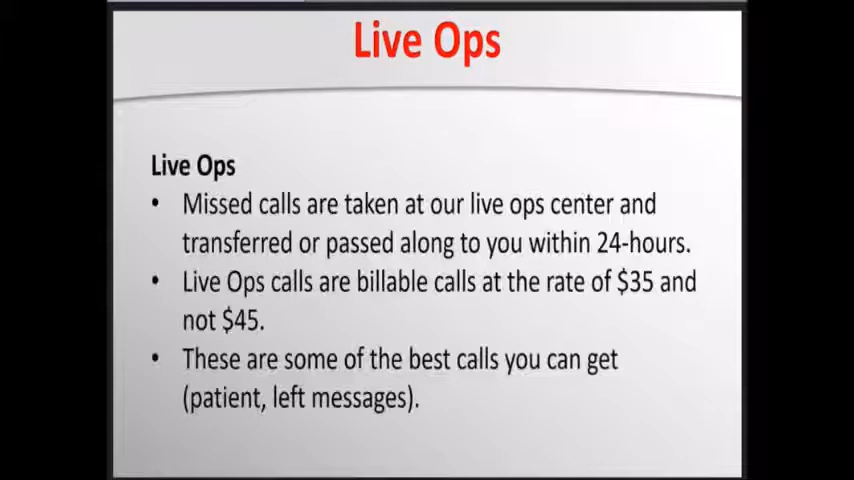 Live Ops
Live Ops
• Missed calls are taken at our live ops center and
transferred or passed along to you within 24-hours.
• Live Ops calls are billable calls at the rate of $35 and
not $45.
• These are some of the best calls you can get
(patient, left messages).